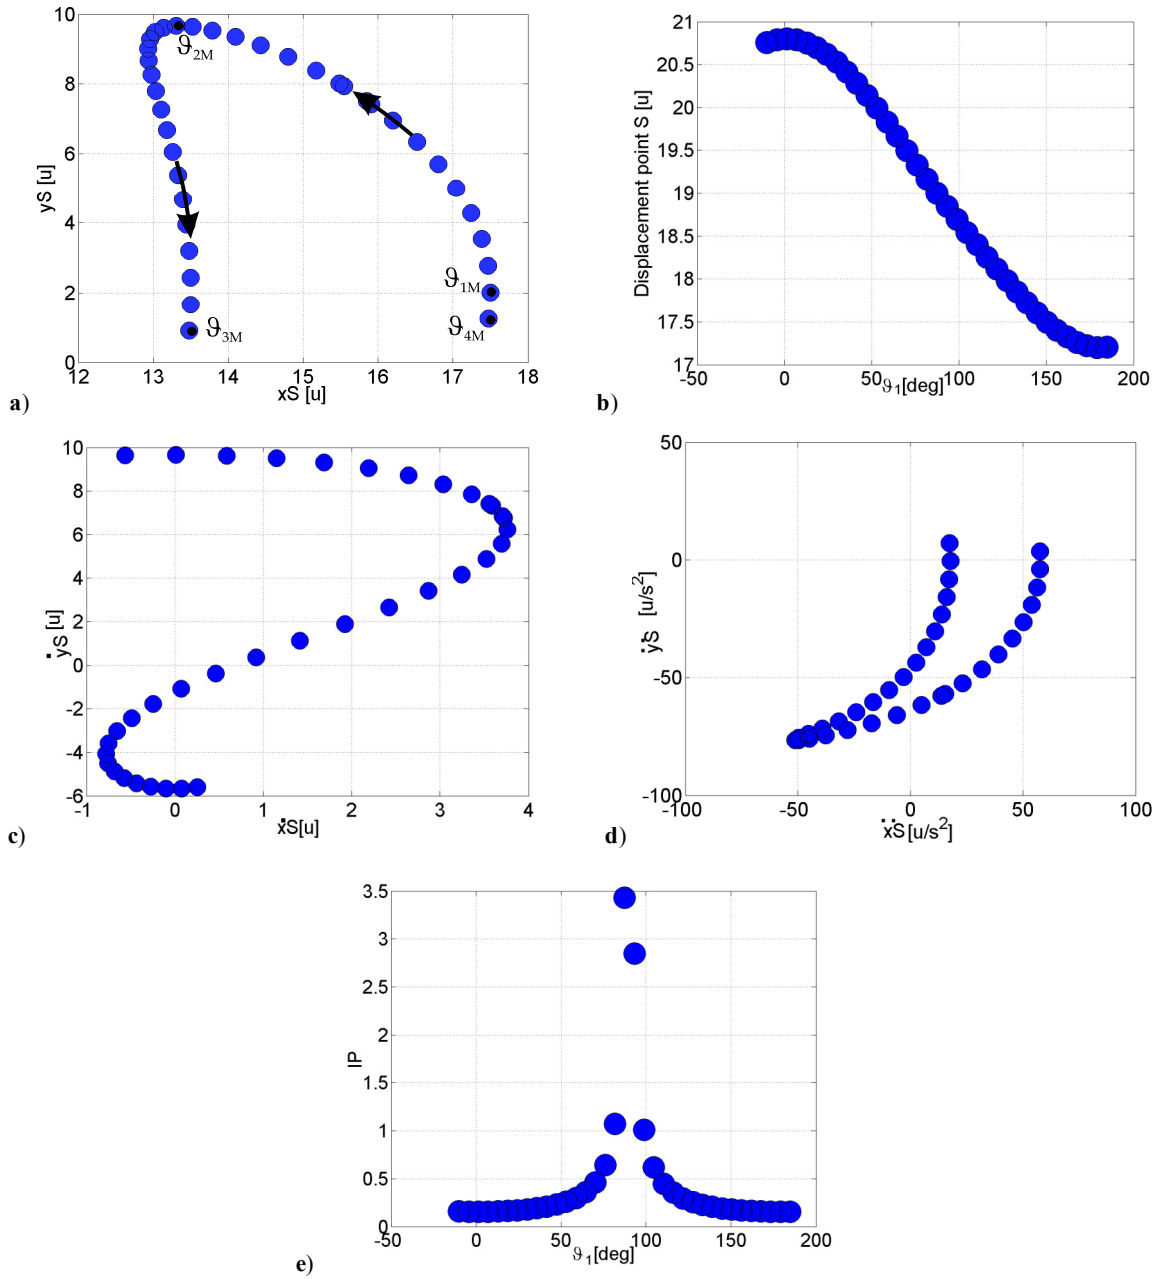 10
8
6
4
2
0
yS [u]
ϑ2M
ϑ1M
ϑ3M
ϑ4M
12 13 14 15 16 17 18
xS [u]
a)
21
20.5
20
19.5
19
18.5
18
17.5
17
Displacement point S [u]
-50 0 50 100 150 200
ϑ1[deg]
b)
10
8
6
4
2
0
-2
-4
-6
ẏS [u]
-1 0 1 2 3 4
ẋS[u]
c)
50
0
-50
-100
ÿS [u/s²]
-100 -50 0 50 100
ẍS[u/s²]
d)
3.5
3
2.5
2
1.5
1
0.5
0
IP
-50 0 50 100 150 200
ϑ1[deg]
e)